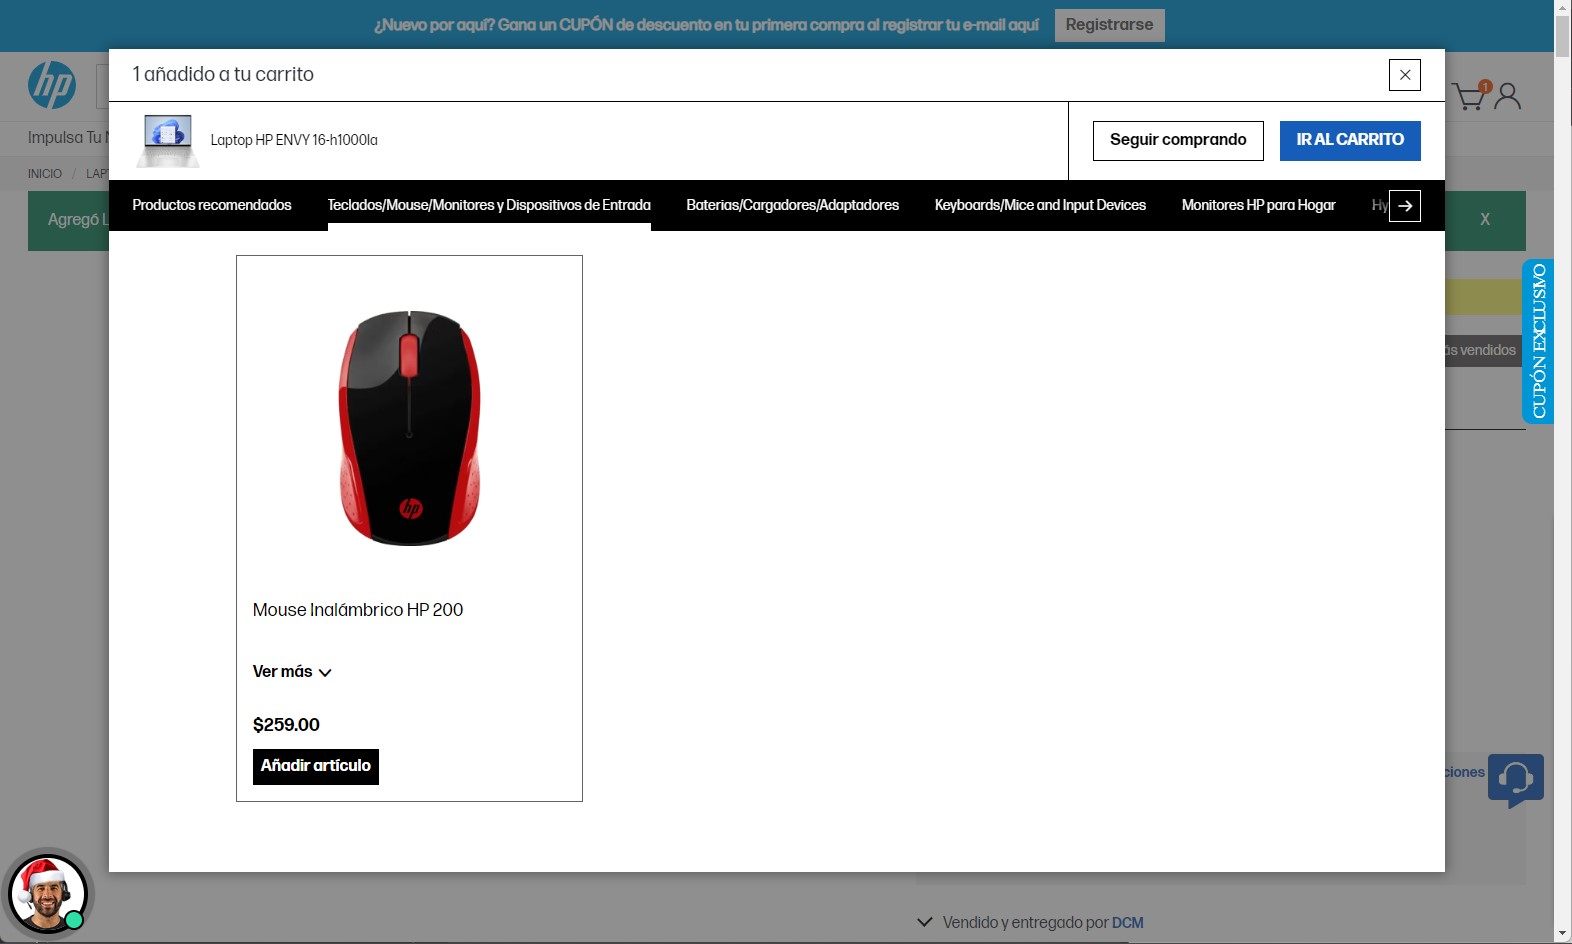 ¿Nuevo por aquí? Gana un CUPÓN de descuento en tu primera compra al registrar tu e-mail aquí
Registrarse
hp
1
Impulsa Tu
INICIO / LAP
Agregó L
X
1 añadido a tu carrito
Laptop HP ENVY 16-h1000la
Seguir comprando
IR AL CARRITO
Productos recomendados
Teclados/Mouse/Monitores y Dispositivos de Entrada
Baterias/Cargadores/Adaptadores
Keyboards/Mice and Input Devices
Monitores HP para Hogar
Hy
CUPÓN EXCLUSIVO
ás vendidos
hp
Mouse Inalámbrico HP 200
Ver más
$259.00
Añadir artículo
ciones
Vendido y entregado por DCM